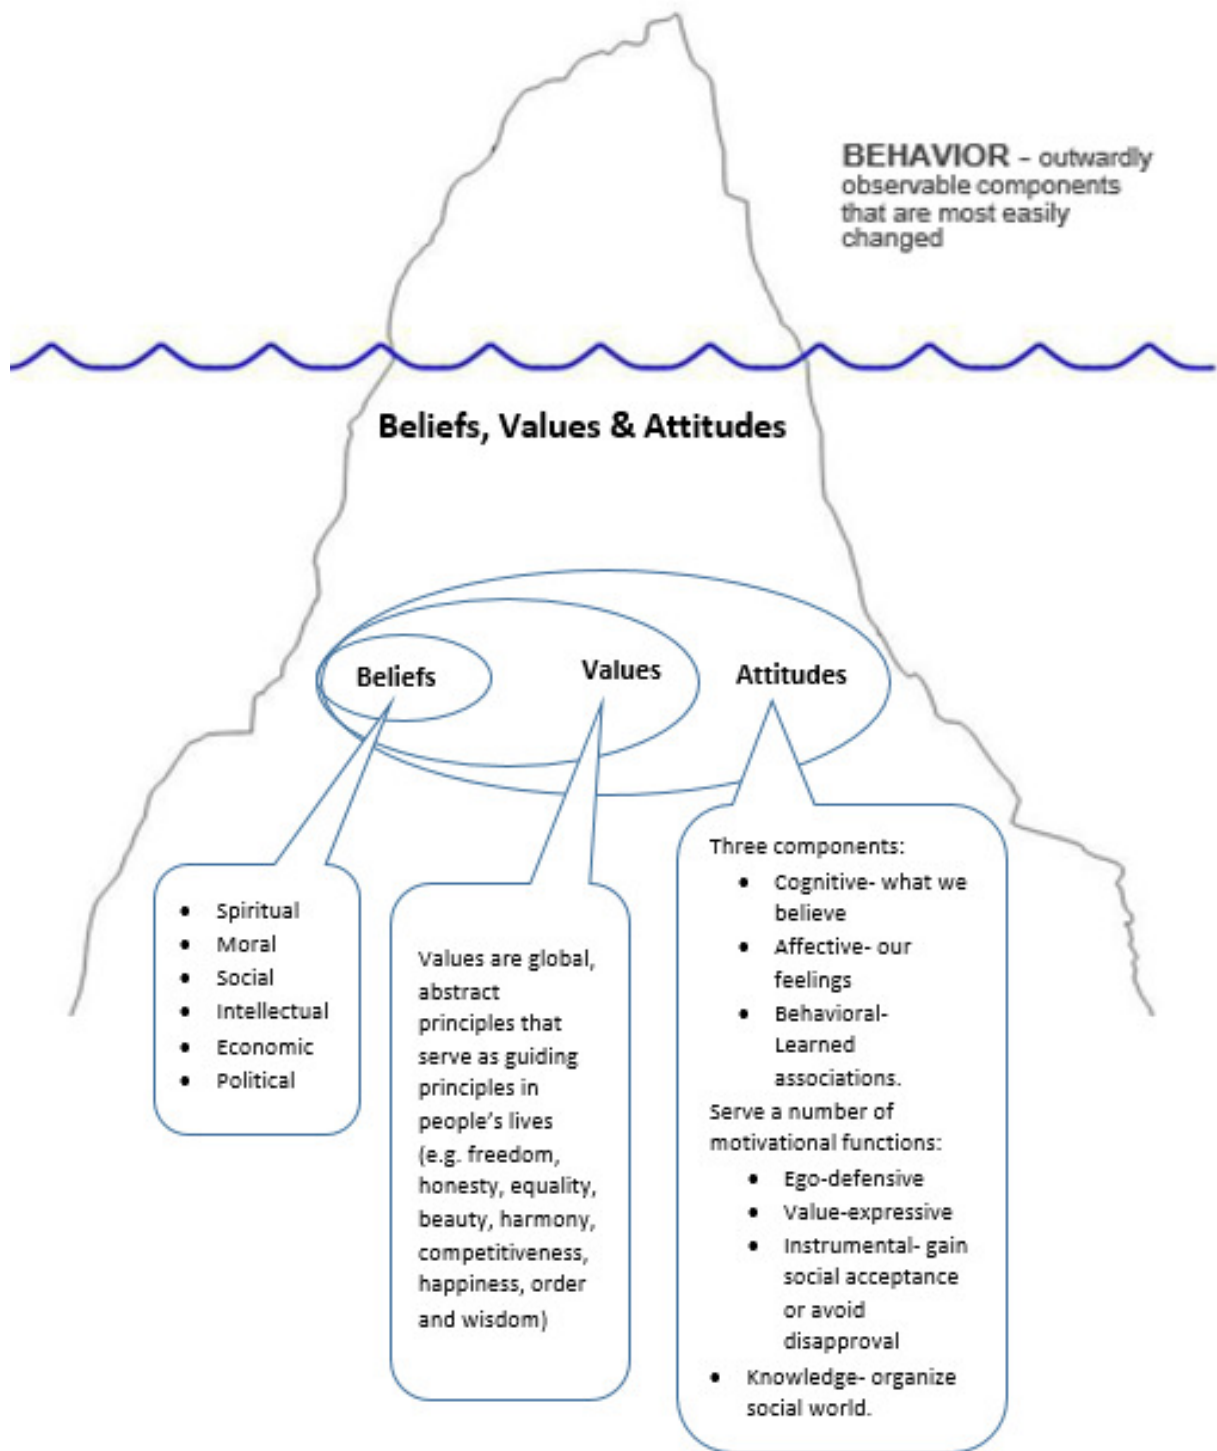 BEHAVIOR – outwardly
observable components
that are most easily
changed
Beliefs, Values & Attitudes
Beliefs
Values
Attitudes
• Spiritual
• Moral
• Social
• Intellectual
• Economic
• Political
Values are global,
abstract
principles that
serve as guiding
principles in
people’s lives
(e.g. freedom,
honesty, equality,
beauty, harmony,
competitiveness,
happiness, order
and wisdom)
Three components:
• Cognitive- what we
believe
• Affective- our
feelings
• Behavioral-
Learned
associations.
Serve a number of
motivational functions:
• Ego-defensive
• Value-expressive
• Instrumental- gain
social acceptance
or avoid
disapproval
• Knowledge- organize
social world.